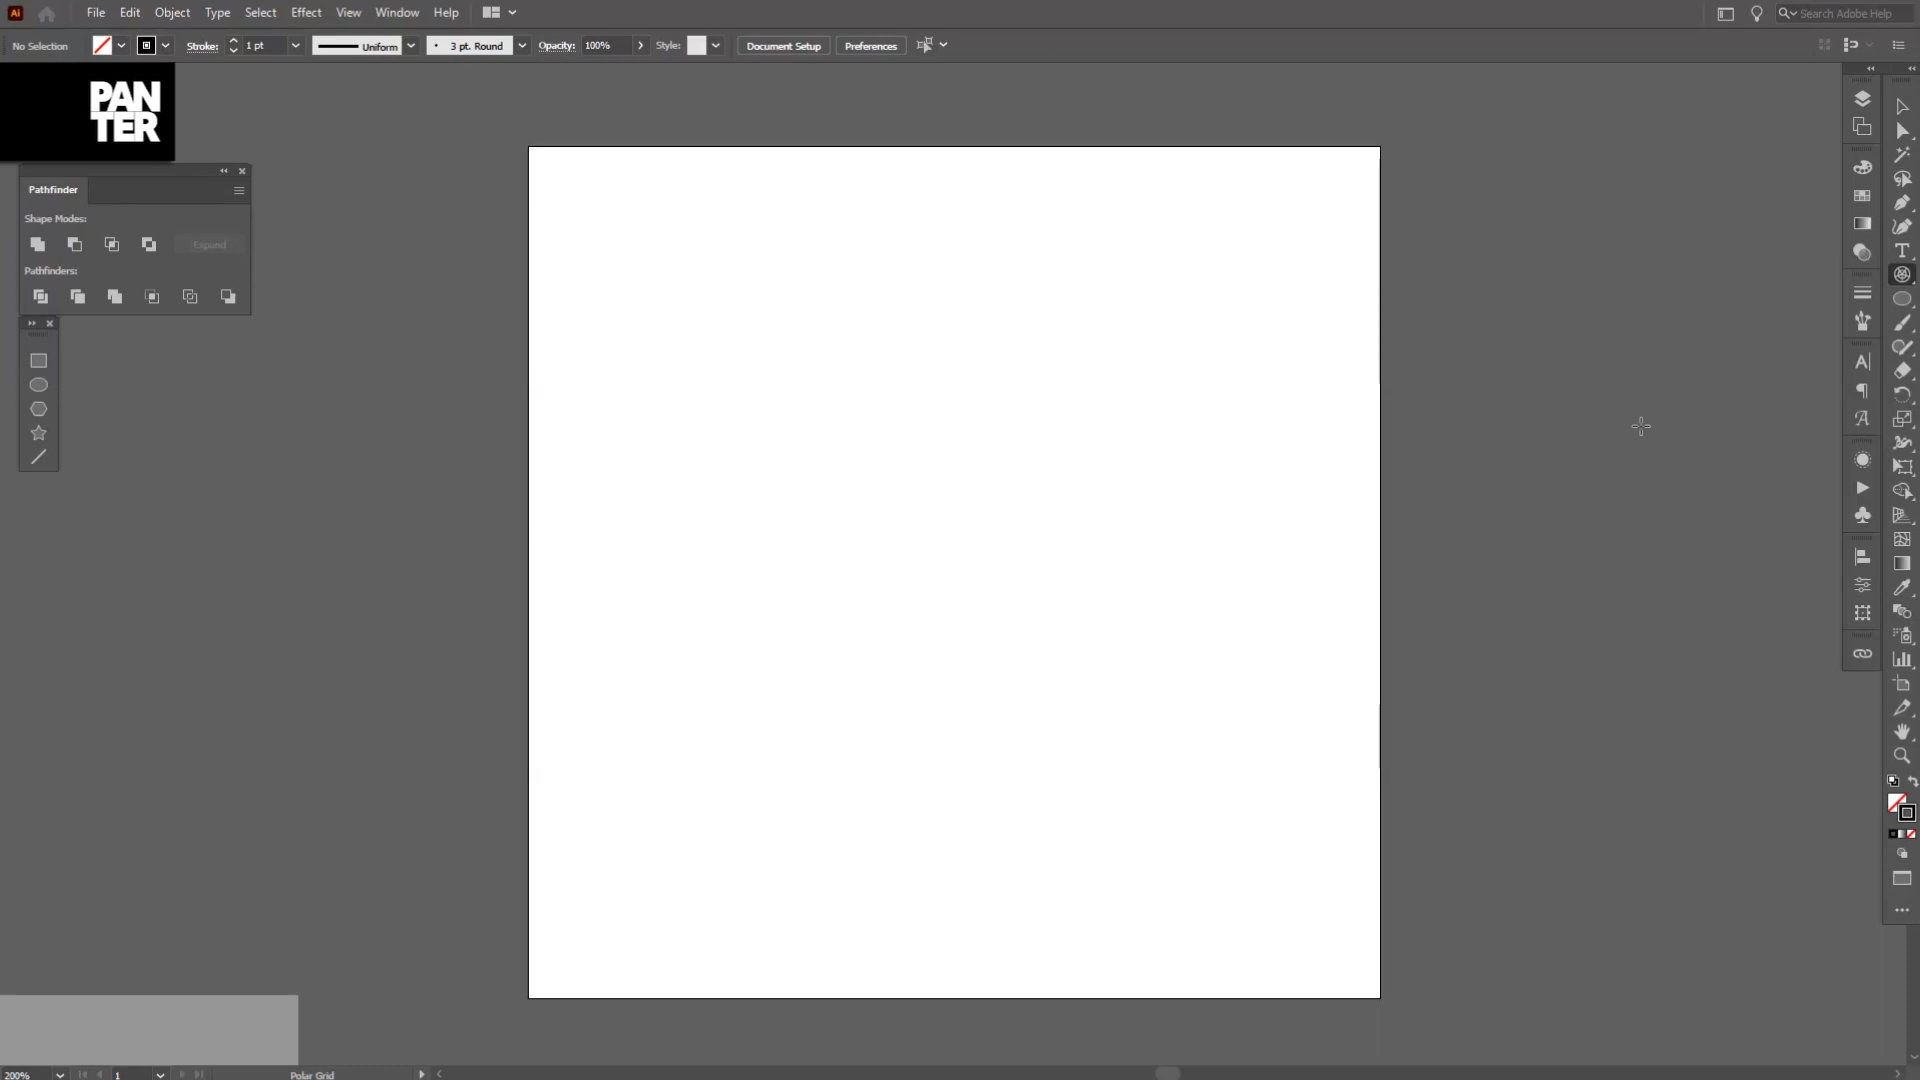 File Edit Object Type Select Effect View Window Help
Search Adobe Help
No Selection Stroke: 1 pt Uniform 3 pt. Round Opacity: 100% Style: Document Setup Preferences
PAN
TER
Pathfinder
Shape Modes:
Expand
Pathfinders:
200% 1 Polar Grid